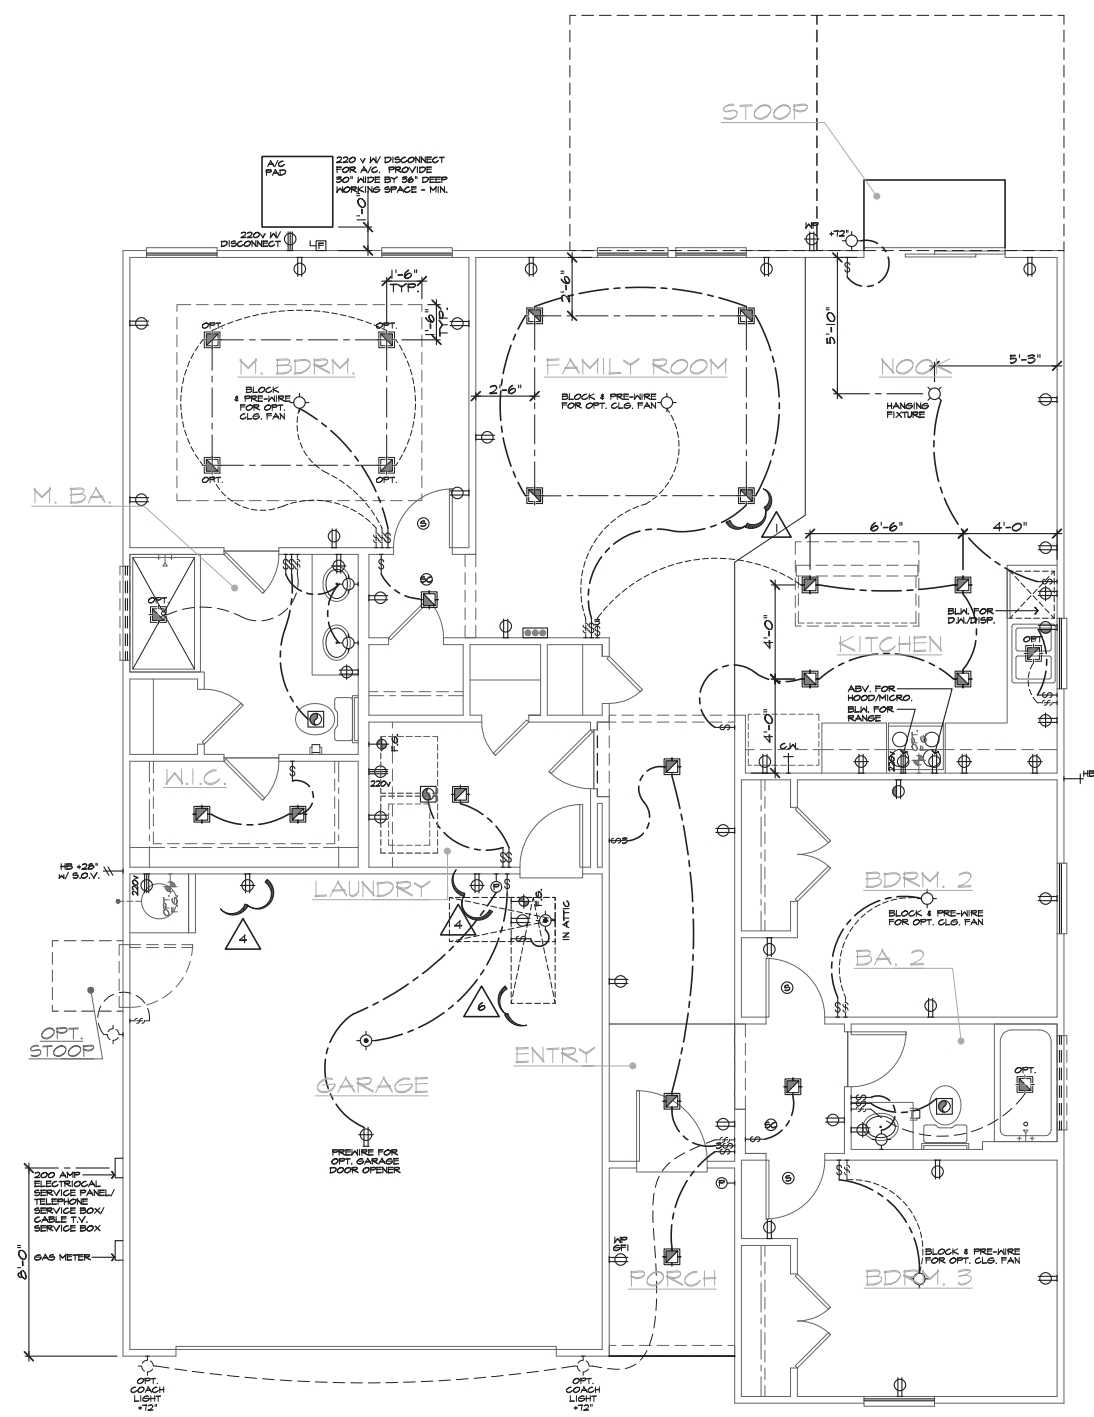 STOOP
A/C
PAD
220 V W/ DISCONNECT
FOR A/C. PROVIDE
30" WIDE BY 36" DEEP
WORKING SPACE - MIN.
1'-0"
220V W/
DISCONNECT
F
WP
+72"
1'-6"
TYP.
1'-6"
TYP.
2'-6"
5'-10"
5'-3"
OPT.
OPT.
M. BDRM.
FAMILY ROOM
NOOK
BLOCK
& PRE-WIRE
FOR OPT.
CLG. FAN
2'-6"
BLOCK & PRE-WIRE
FOR OPT. CLG. FAN
HANGING
FIXTURE
OPT.
OPT.
M. BA.
S
1
6'-6"
4'-0"
SC
OPT
BLW. FOR
D.W./DISP.
4'-0"
KITCHEN
OPT
ABV. FOR
HOOD/MICRO.
BLW. FOR
RANGE
4'-0"
F.G.
C.W.
220V
OPT.
F.G.
W.I.C.
220V
HB
HB +28"
W/ S.O.V.
220V
OPT.
F.G.
LAUNDRY
P
F.G.
IN ATTIC
4
4
BDRM. 2
BLOCK & PRE-WIRE
FOR OPT. CLG. FAN
BA. 2
S
6
OPT.
STOOP
ENTRY
GARAGE
OPT.
SC
PREWIRE FOR
OPT. GARAGE
DOOR OPENER
200 AMP
ELECTRIOCAL
SERVICE PANEL/
TELEPHONE
SERVICE BOX/
CABLE T.V.
SERVICE BOX
P
S
GAS METER
8'-0"
WP
GFI
PORCH
BLOCK & PRE-WIRE
FOR OPT. CLG. FAN
BDRM. 3
OPT.
COACH
LIGHT
+72"
OPT.
COACH
LIGHT
+72"